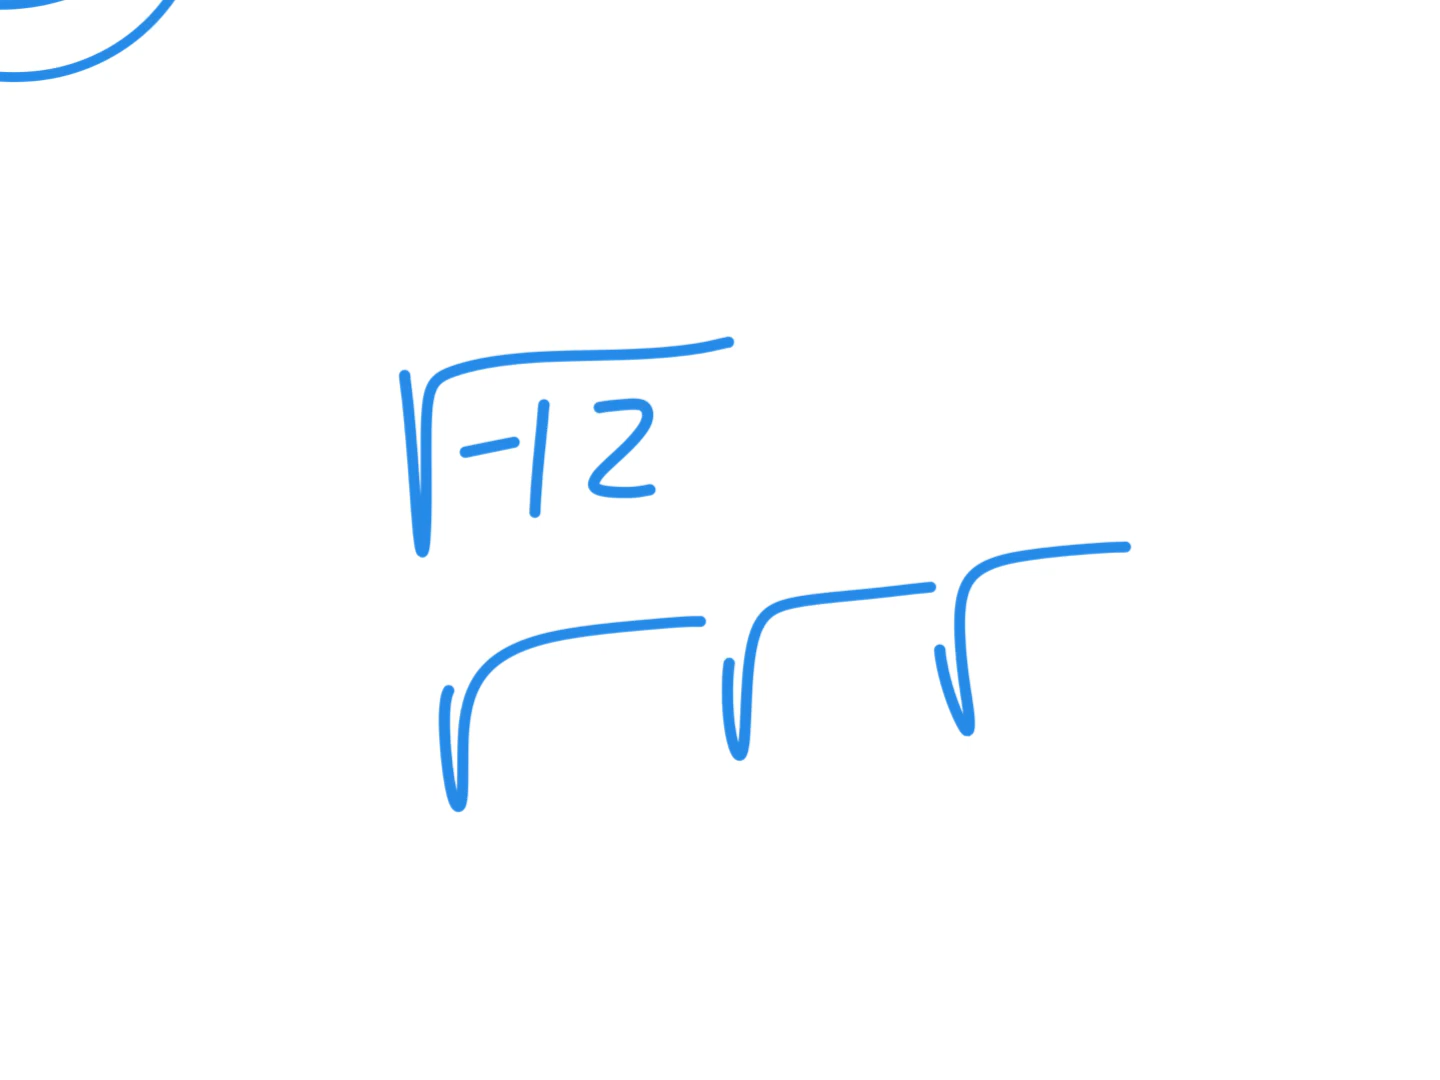 √-12
√ √ √